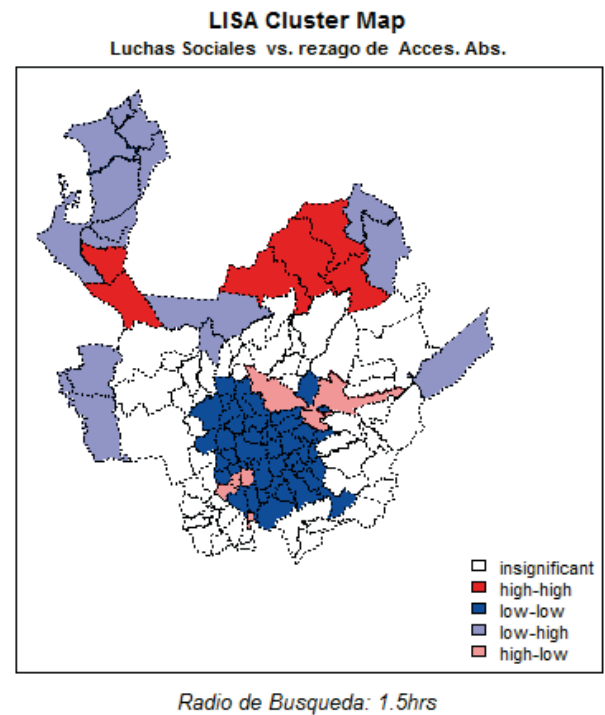 LISA Cluster Map
Luchas Sociales vs. rezago de Acces. Abs.
insignificant
high-high
low-low
low-high
high-low
Radio de Busqueda: 1.5hrs